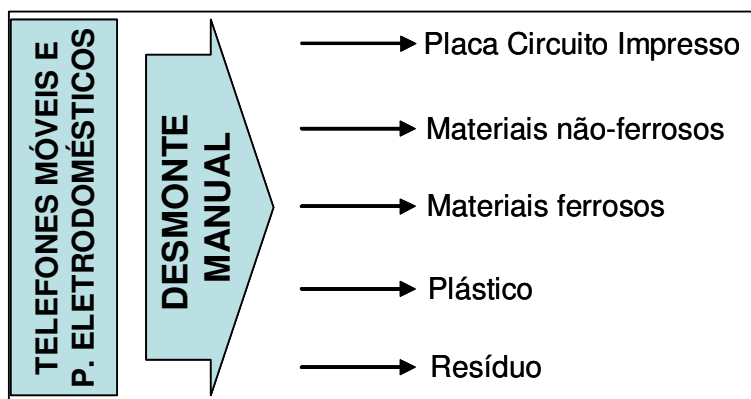 TELEFONES MÓVEIS E
P. ELETRODOMÉSTICOS
DESMONTE
MANUAL
Placa Circuito Impresso
Materiais não-ferrosos
Materiais ferrosos
Plástico
Resíduo